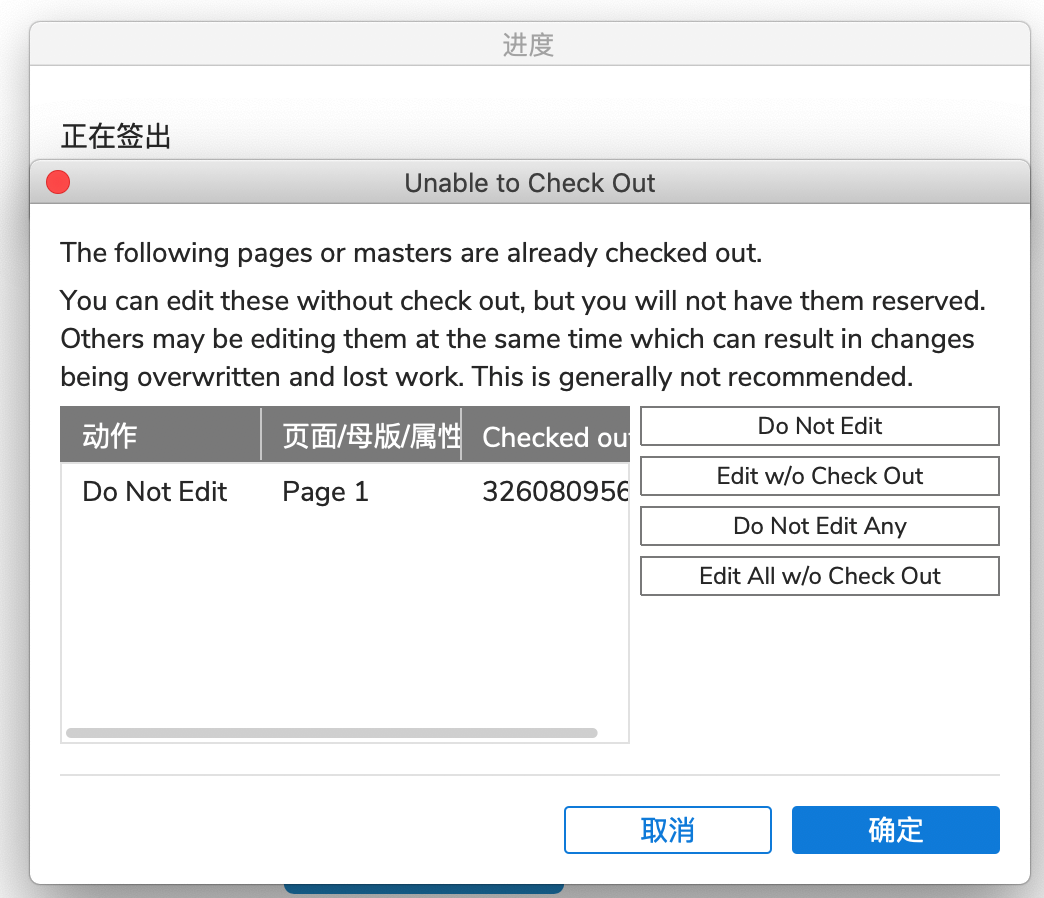 进度
正在签出
Unable to Check Out
The following pages or masters are already checked out.
You can edit these without check out, but you will not have them reserved.
Others may be editing them at the same time which can result in changes
being overwritten and lost work. This is generally not recommended.
动作 页面/母版/属性 Checked out
Do Not Edit Page 1 326080956
Do Not Edit
Edit w/o Check Out
Do Not Edit Any
Edit All w/o Check Out
取消 确定